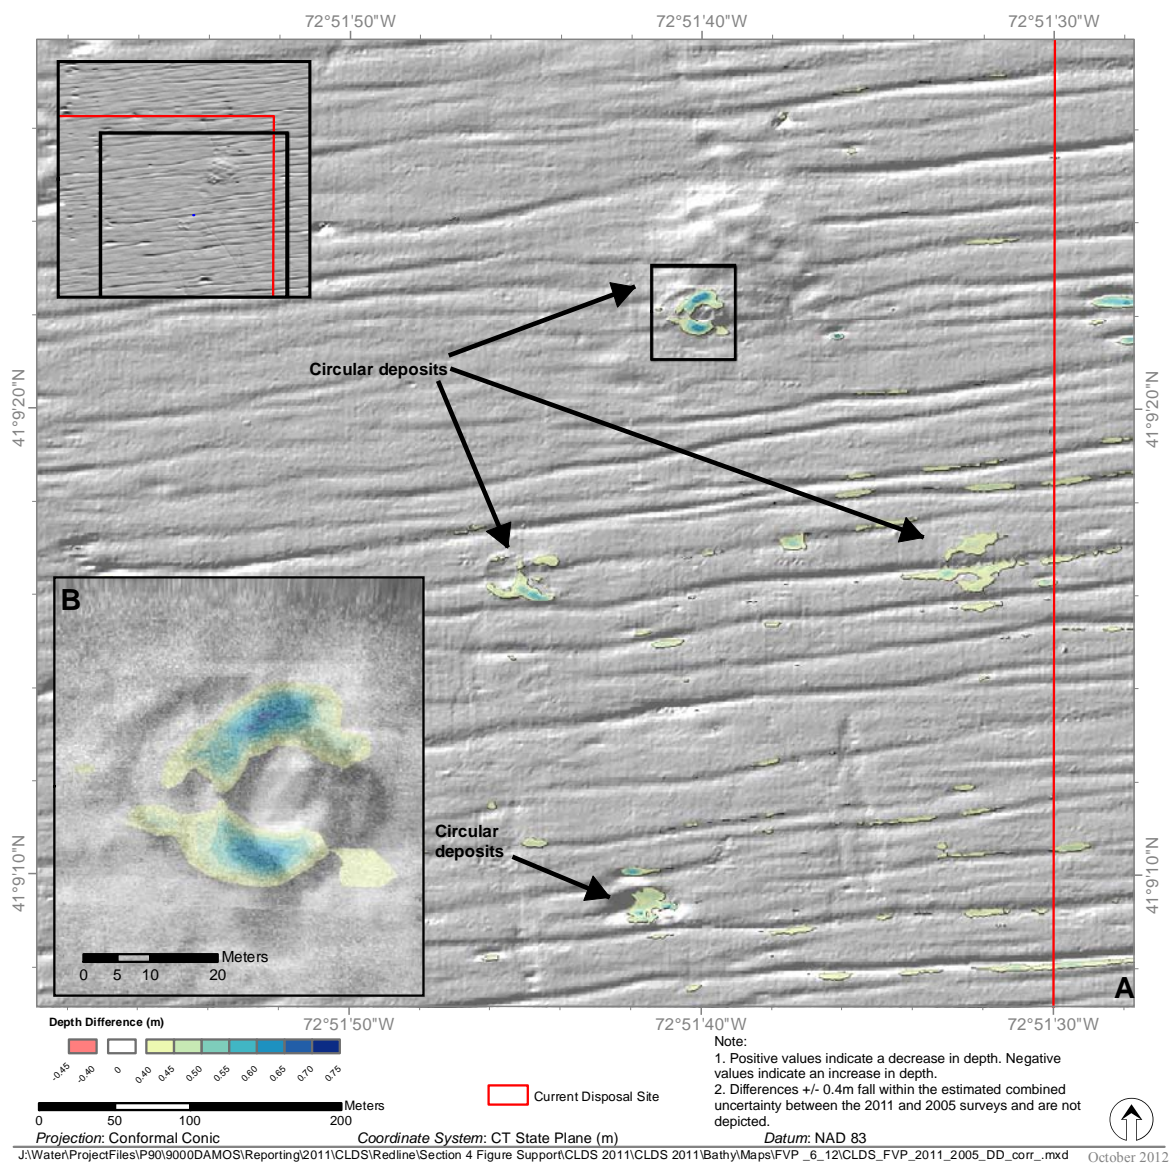 72°51'50"W 72°51'40"W 72°51'30"W
41°9'20"N 41°9'20"N
Circular deposits
B
Circular
deposits
41°9'10"N 41°9'10"N
Meters
0 5 10 20
A
72°51'50"W 72°51'40"W 72°51'30"W
Depth Difference (m)
-0.45 -0.40 0 0.40 0.45 0.50 0.55 0.60 0.65 0.70 0.75
Meters
0 50 100 200
Current Disposal Site
Note:
1. Positive values indicate a decrease in depth. Negative
values indicate an increase in depth.
2. Differences +/- 0.4m fall within the estimated combined
uncertainty between the 2011 and 2005 surveys and are not
depicted.
Projection: Conformal Conic Coordinate System: CT State Plane (m) Datum: NAD 83
J:\Water\ProjectFiles\P90\9000DAMOS\Reporting\2011\CLDS\Redline\Section 4 Figure Support\CLDS 2011\CLDS 2011\Bathy\Maps\FVP_6_12\CLDS_FVP_2011_2005_DD_corr_.mxd October 2012